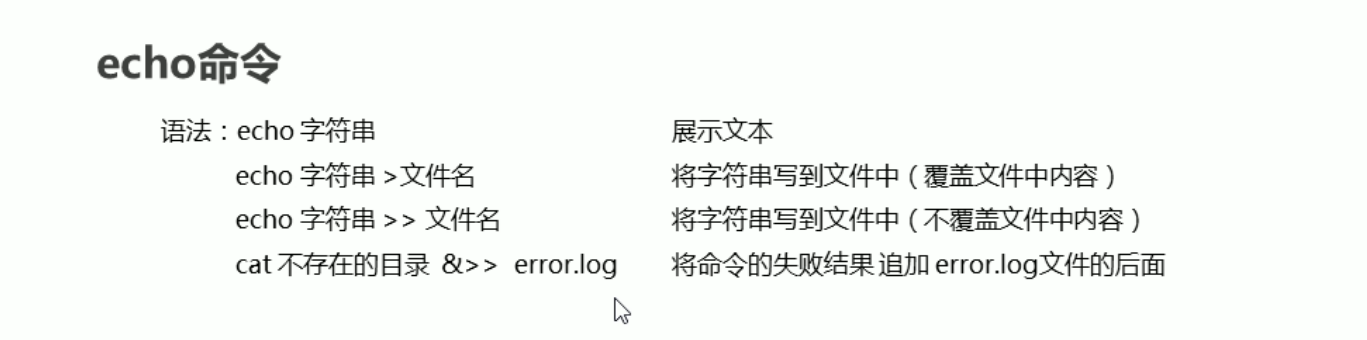 echo命令
语法：echo 字符串 展示文本
echo 字符串 >文件名 将字符串写到文件中（覆盖文件中内容）
echo 字符串 >> 文件名 将字符串写到文件中（不覆盖文件中内容）
cat 不存在的目录 &>> error.log 将命令的失败结果 追加 error.log文件的后面